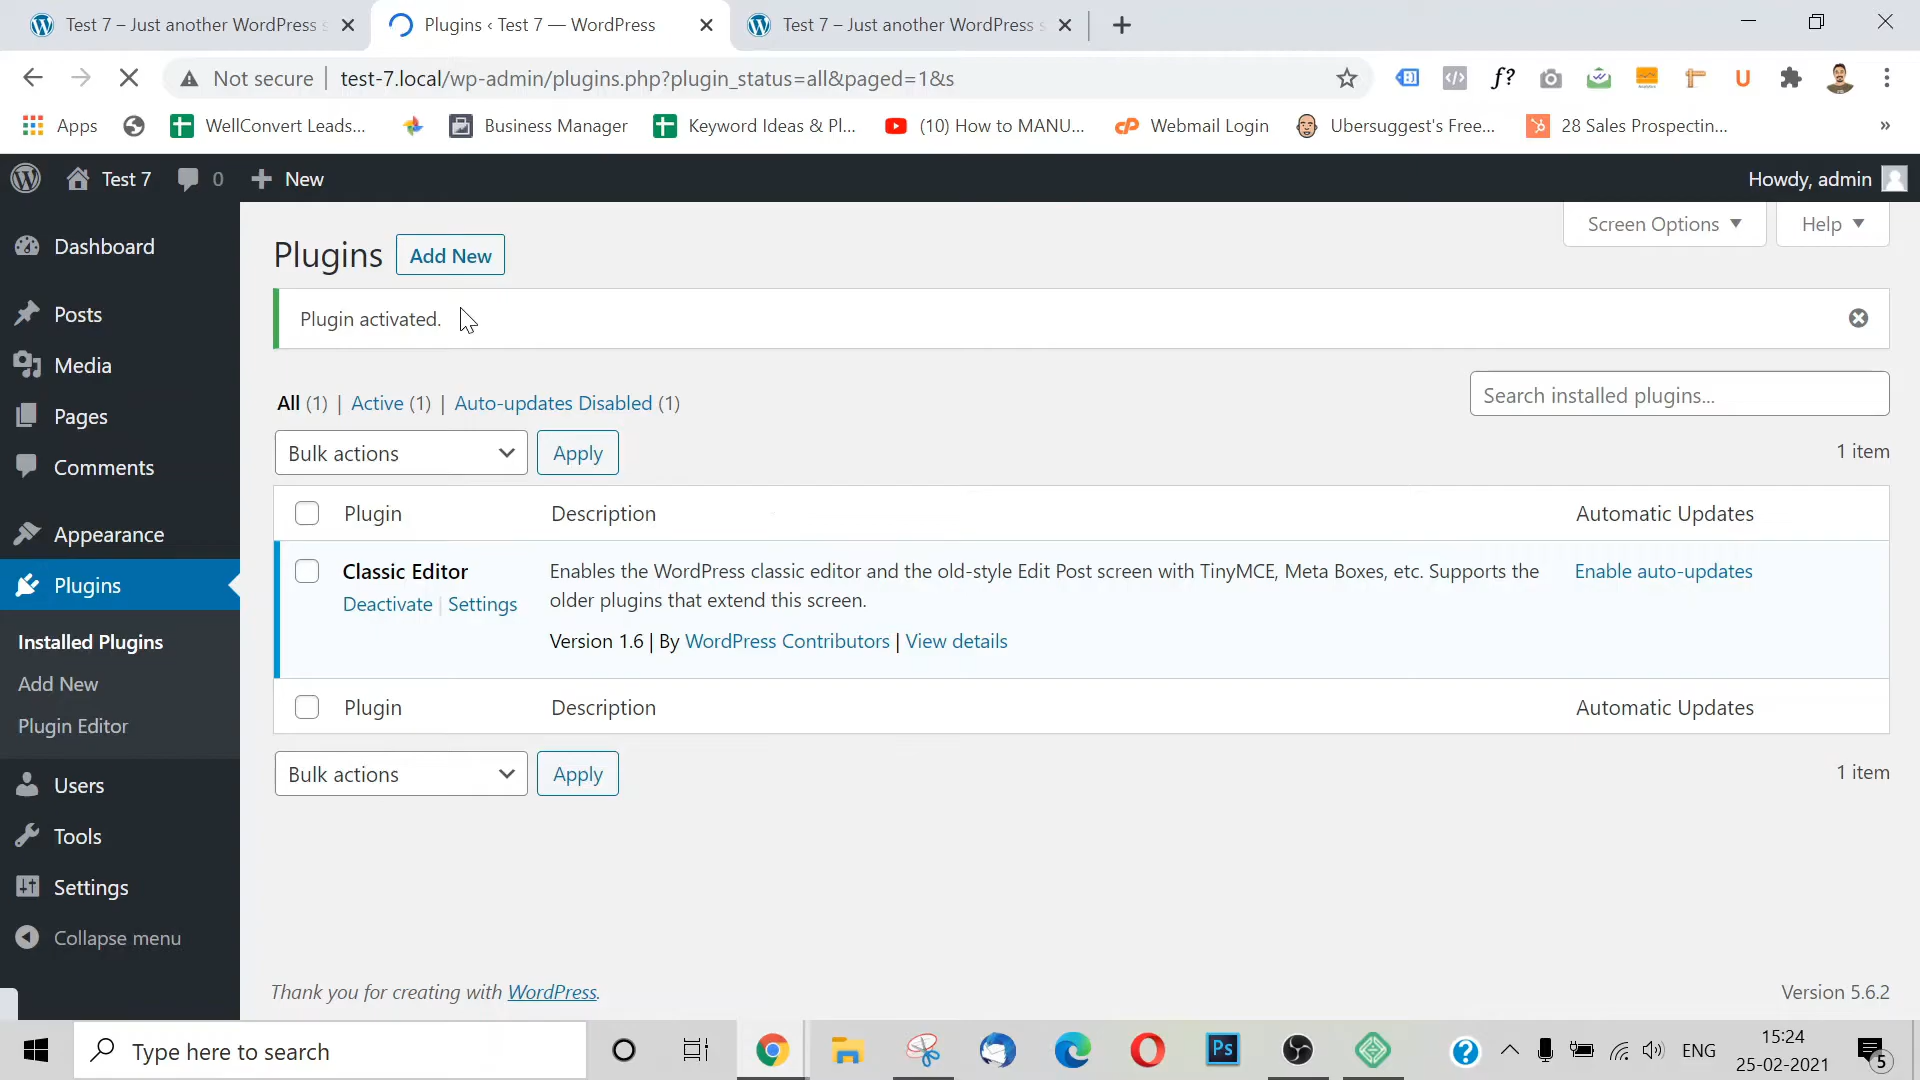 Test 7 – Just another WordPress s
Plugins ‹ Test 7 — WordPress
Test 7 – Just another WordPress s
Not secure
test-7.local/wp-admin/plugins.php?plugin_status=all&paged=1&s
f?
U
Apps
WellConvert Leads...
Business Manager
Keyword Ideas & Pl...
(10) How to MANU...
Webmail Login
Ubersuggest's Free...
28 Sales Prospectin...
»
Test 7
0
New
Howdy, admin
Screen Options
Help
Dashboard
Posts
Media
Pages
Comments
Appearance
Plugins
Installed Plugins
Add New
Plugin Editor
Users
Tools
Settings
Collapse menu
Plugins
Add New
Plugin activated.
All (1) | Active (1) | Auto-updates Disabled (1)
Search installed plugins...
Bulk actions
Apply
1 item
Plugin
Description
Automatic Updates
Classic Editor
Deactivate | Settings
Enables the WordPress classic editor and the old-style Edit Post screen with TinyMCE, Meta Boxes, etc. Supports the
older plugins that extend this screen.
Version 1.6 | By WordPress Contributors | View details
Enable auto-updates
Plugin
Description
Automatic Updates
Bulk actions
Apply
1 item
Thank you for creating with WordPress.
Version 5.6.2
Type here to search
Ps
ENG
15:24
25-02-2021
5